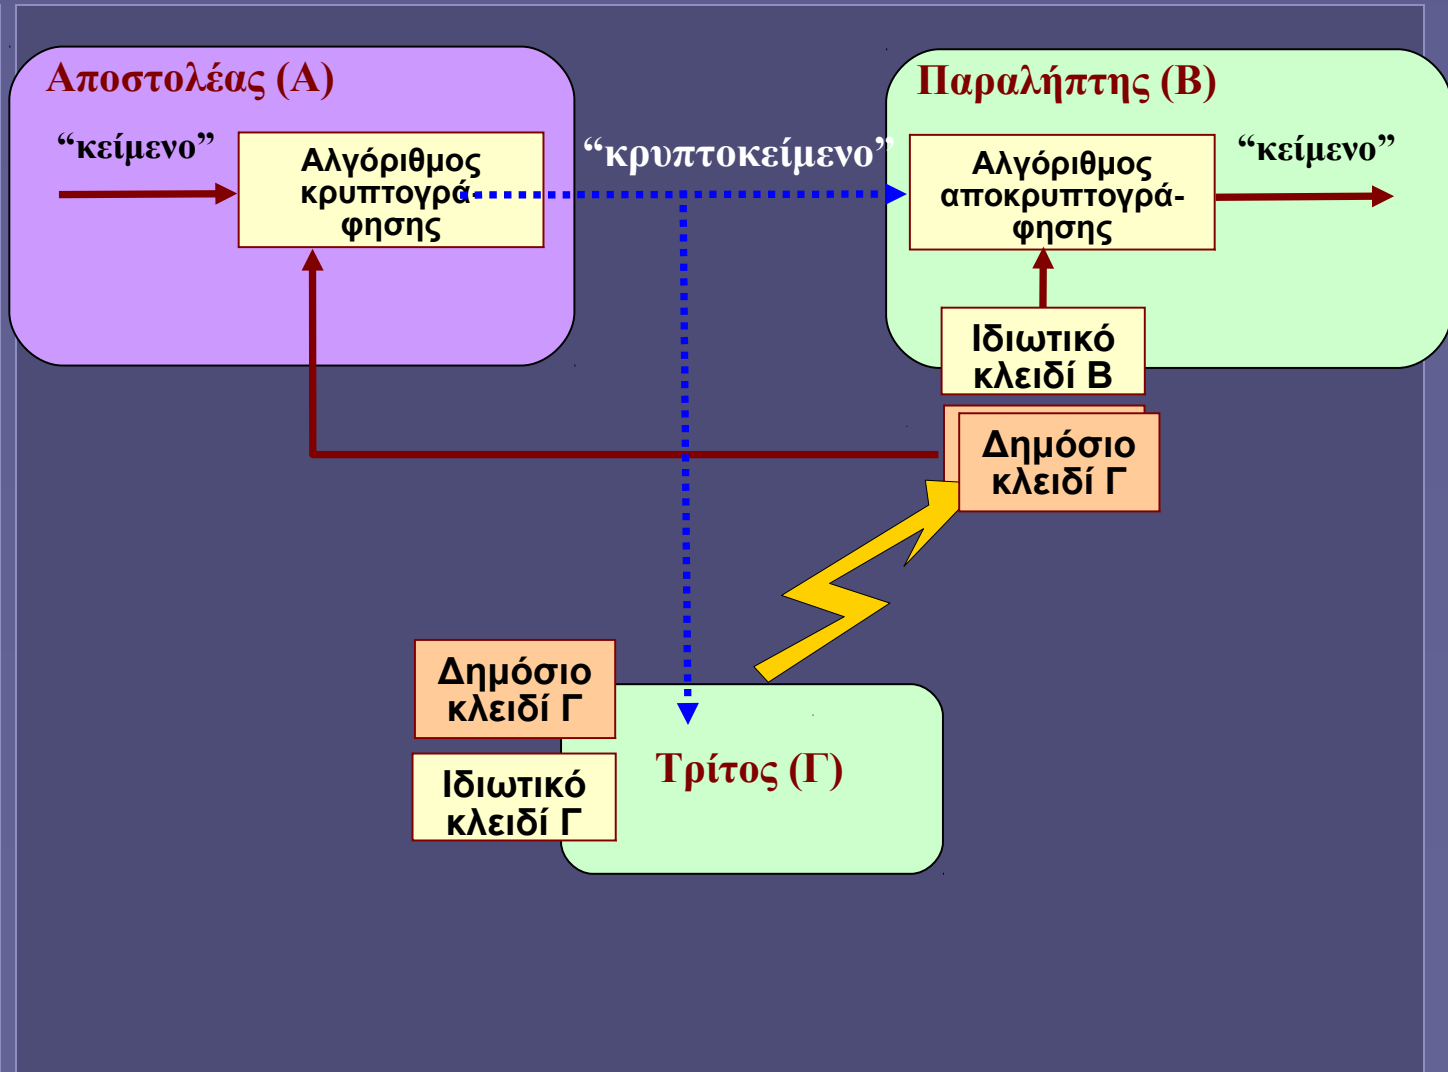 Αποστολέας (Α)
“κείμενο”
Αλγόριθμος
κρυπτογρά-
φησης
“κρυπτοκείμενο”
Παραλήπτης (Β)
Αλγόριθμος
αποκρυπτογρά-
φησης
“κείμενο”
Ιδιωτικό
κλειδί Β
Δημόσιο
κλειδί Γ
Δημόσιο
κλειδί Γ
Ιδιωτικό
κλειδί Γ
Τρίτος (Γ)